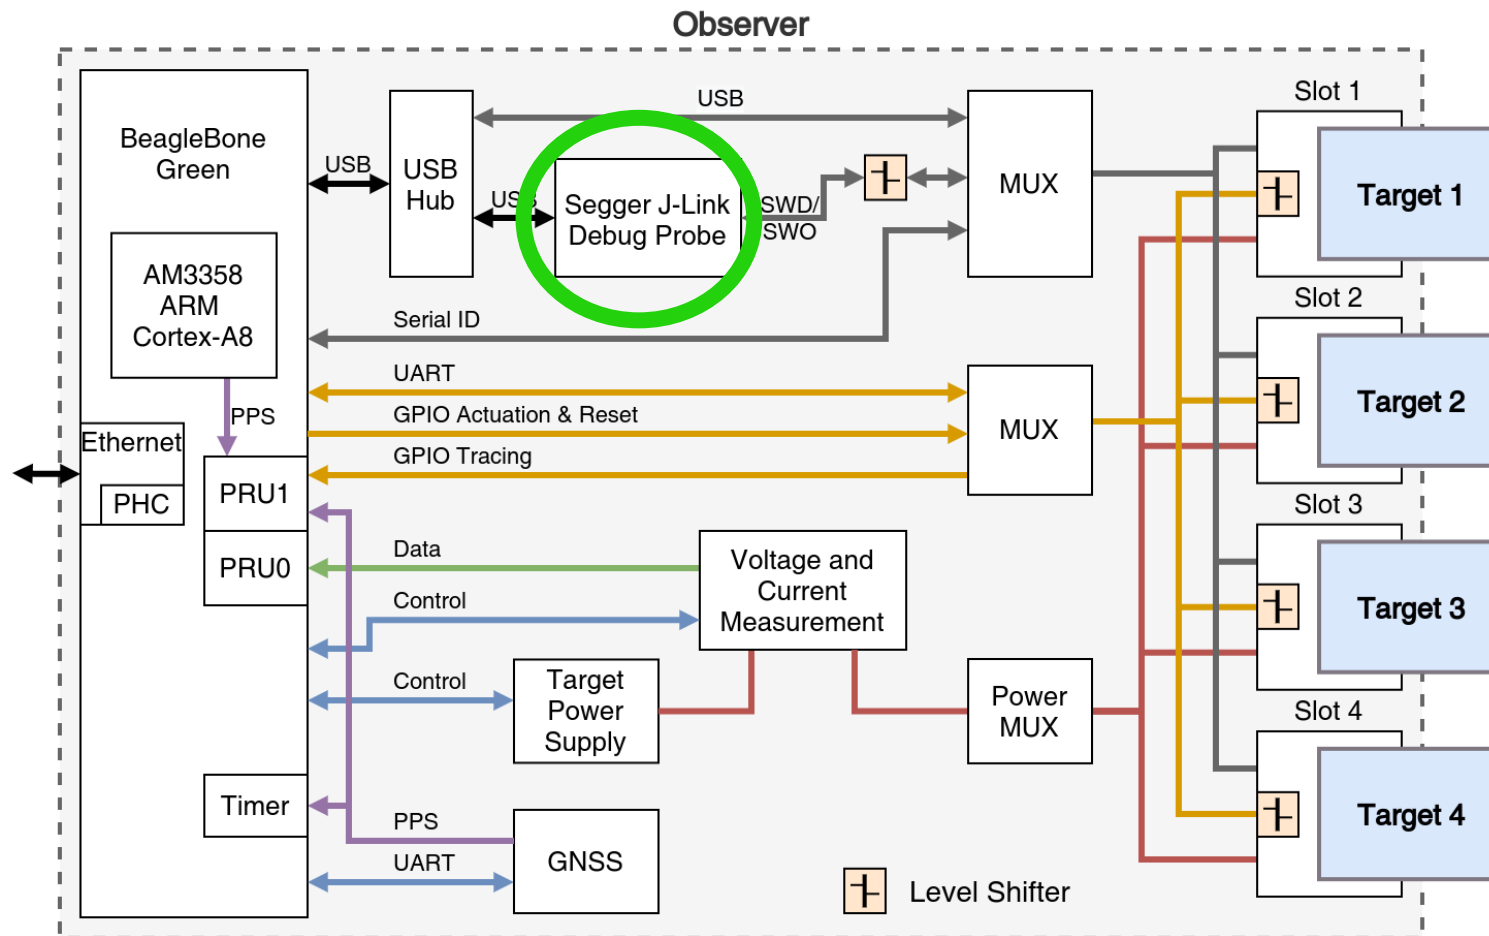 Observer
BeagleBone
Green
AM3358
ARM
Cortex-A8
PPS
Ethernet
PHC
PRU1
PRU0
Timer
USB
USB
Hub
USB
USB
Segger J-Link
Debug Probe
SWD/
SWO
MUX
Serial ID
UART
GPIO Actuation & Reset
GPIO Tracing
MUX
Data
Control
Voltage and
Current
Measurement
Control
Target
Power
Supply
Power
MUX
PPS
UART
GNSS
Level Shifter
Slot 1
Target 1
Slot 2
Target 2
Slot 3
Target 3
Slot 4
Target 4